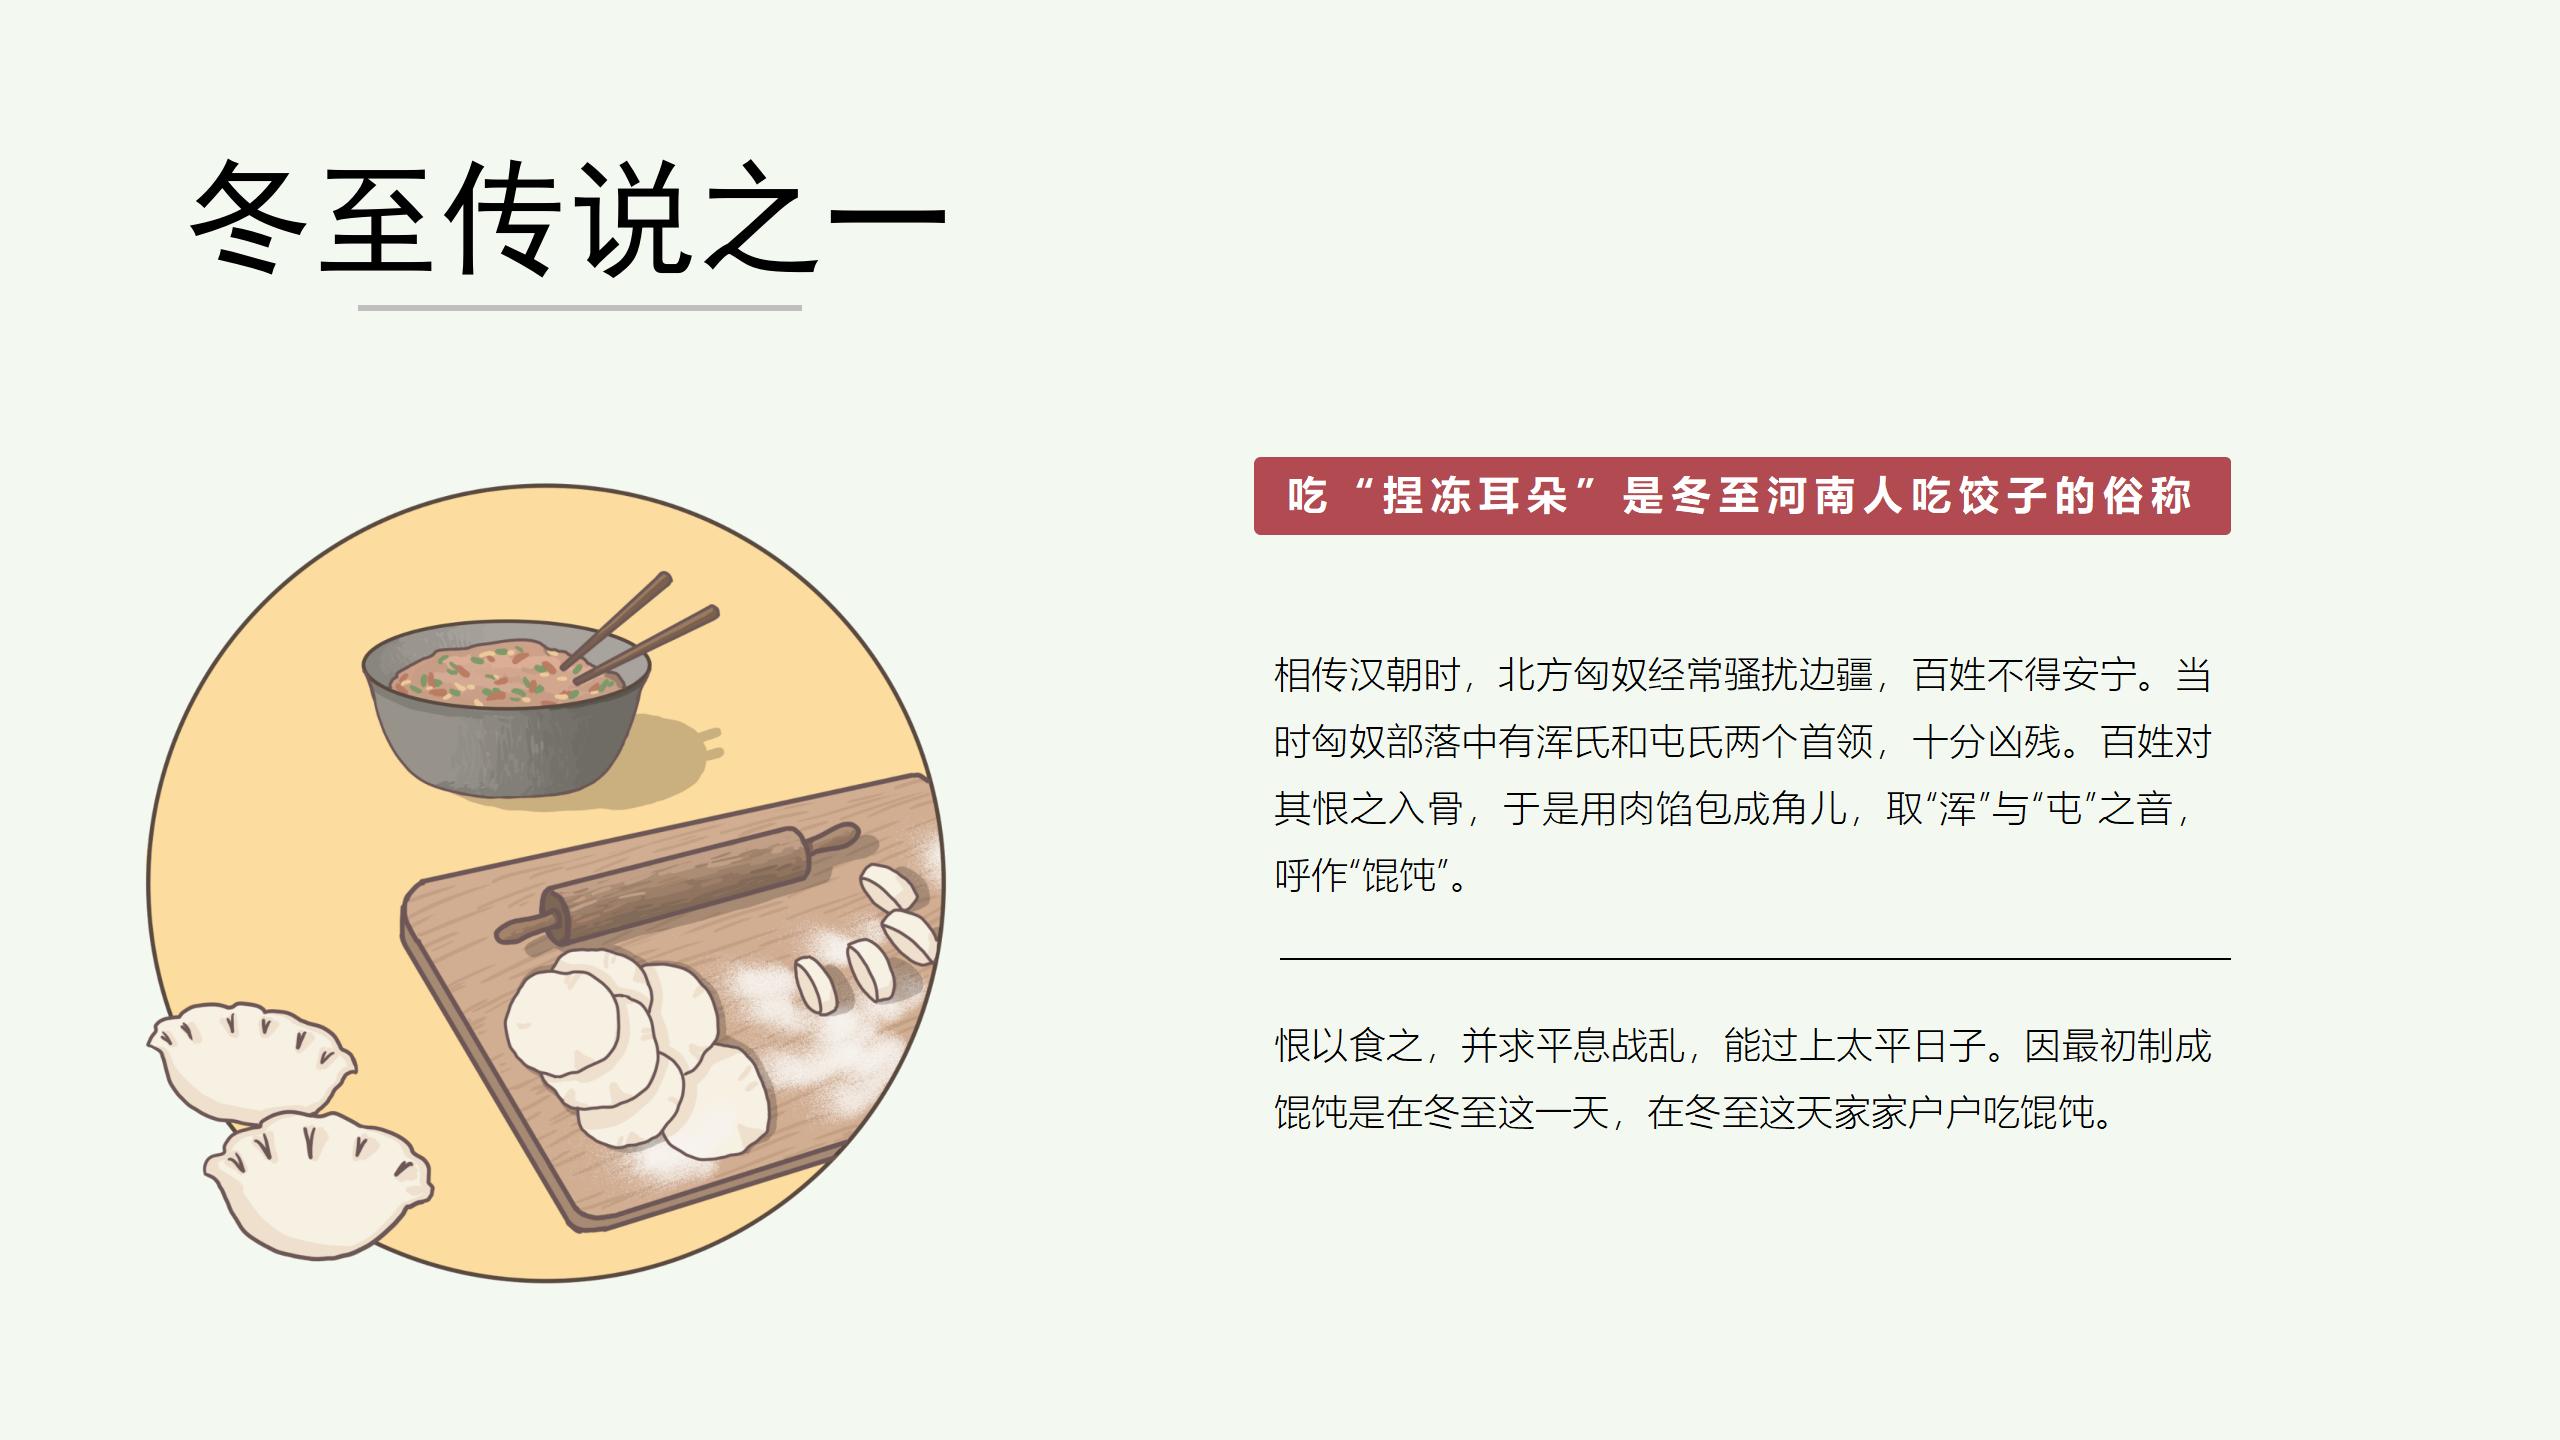 冬至传说之一
吃“捏冻耳朵”是冬至河南人吃饺子的俗称
相传汉朝时，北方匈奴经常骚扰边疆，百姓不得安宁。当
时匈奴部落中有浑氏和屯氏两个首领，十分凶残。百姓对
其恨之入骨，于是用肉馅包成角儿，取“浑”与“屯”之音，
呼作“馄饨”。
恨以食之，并求平息战乱，能过上太平日子。因最初制成
馄饨是在冬至这一天，在冬至这天家家户户吃馄饨。